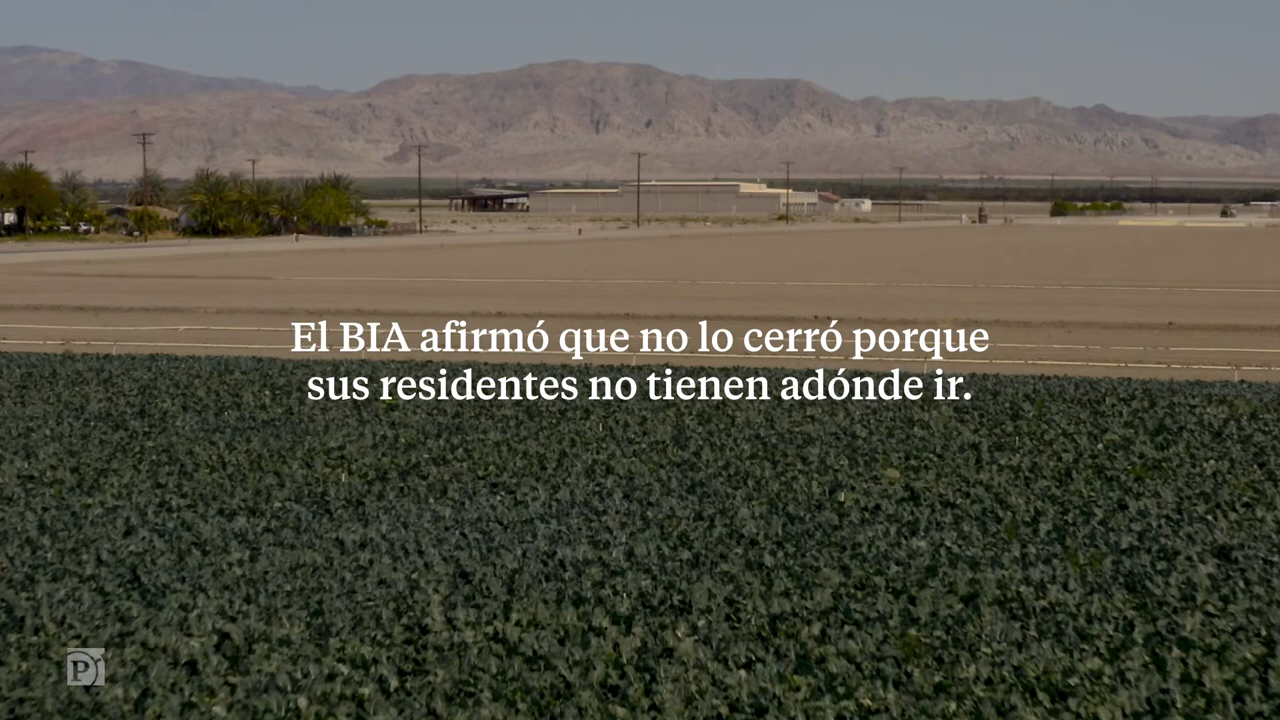 El BIA afirmó que no lo cerró porque
sus residentes no tienen adónde ir.
P